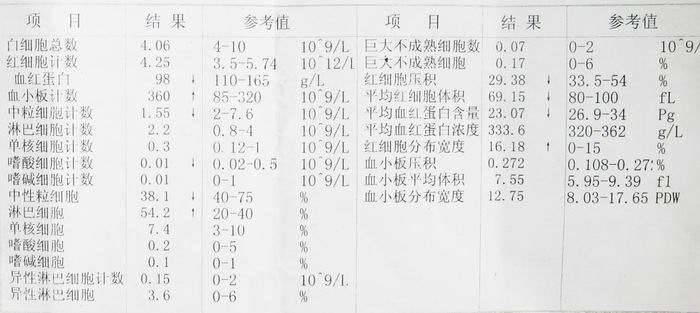 项 目 结 果 参考值 项 目 结 果 参考值
白细胞总数 4.06 4-10 10^9/L 巨大不成熟细胞数 0.07 0-2 10^9/
红细胞计数 4.25 3.5-5.74 10^12/L 巨大不成熟细胞 0.17 0-6 %
血红蛋白 98 ↓ 110-165 g/L 红细胞压积 29.38 ↓ 33.5-54 %
血小板计数 360 ↑ 85-320 10^9/L 平均红细胞体积 69.15 ↓ 80-100 fL
中粒细胞计数 1.55 ↓ 2-7.6 10^9/L 平均血红蛋白含量 23.07 ↓ 26.9-34 Pg
淋巴细胞计数 2.2 0.8-4 10^9/L 平均血红蛋白浓度 333.6 320-362 g/L
单核细胞计数 0.3 0.12-1 10^9/L 红细胞分布宽度 16.18 ↑ 0-15 %
嗜酸细胞计数 0.01 ↓ 0.02-0.5 10^9/L 血小板压积 0.272 0.108-0.272%
嗜碱细胞计数 0.01 0-1 10^9/L 血小板平均体积 7.55 5.95-9.39 fl
中性粒细胞 38.1 ↓ 40-75 % 血小板分布宽度 12.75 8.03-17.65 PDW
淋巴细胞 54.2 ↑ 20-40 %
单核细胞 7.4 3-10 %
嗜酸细胞 0.2 0-5 %
嗜碱细胞 0.1 0-1 %
异性淋巴细胞计数 0.15 0-2 10^9/L
异性淋巴细胞 3.6 0-6 %